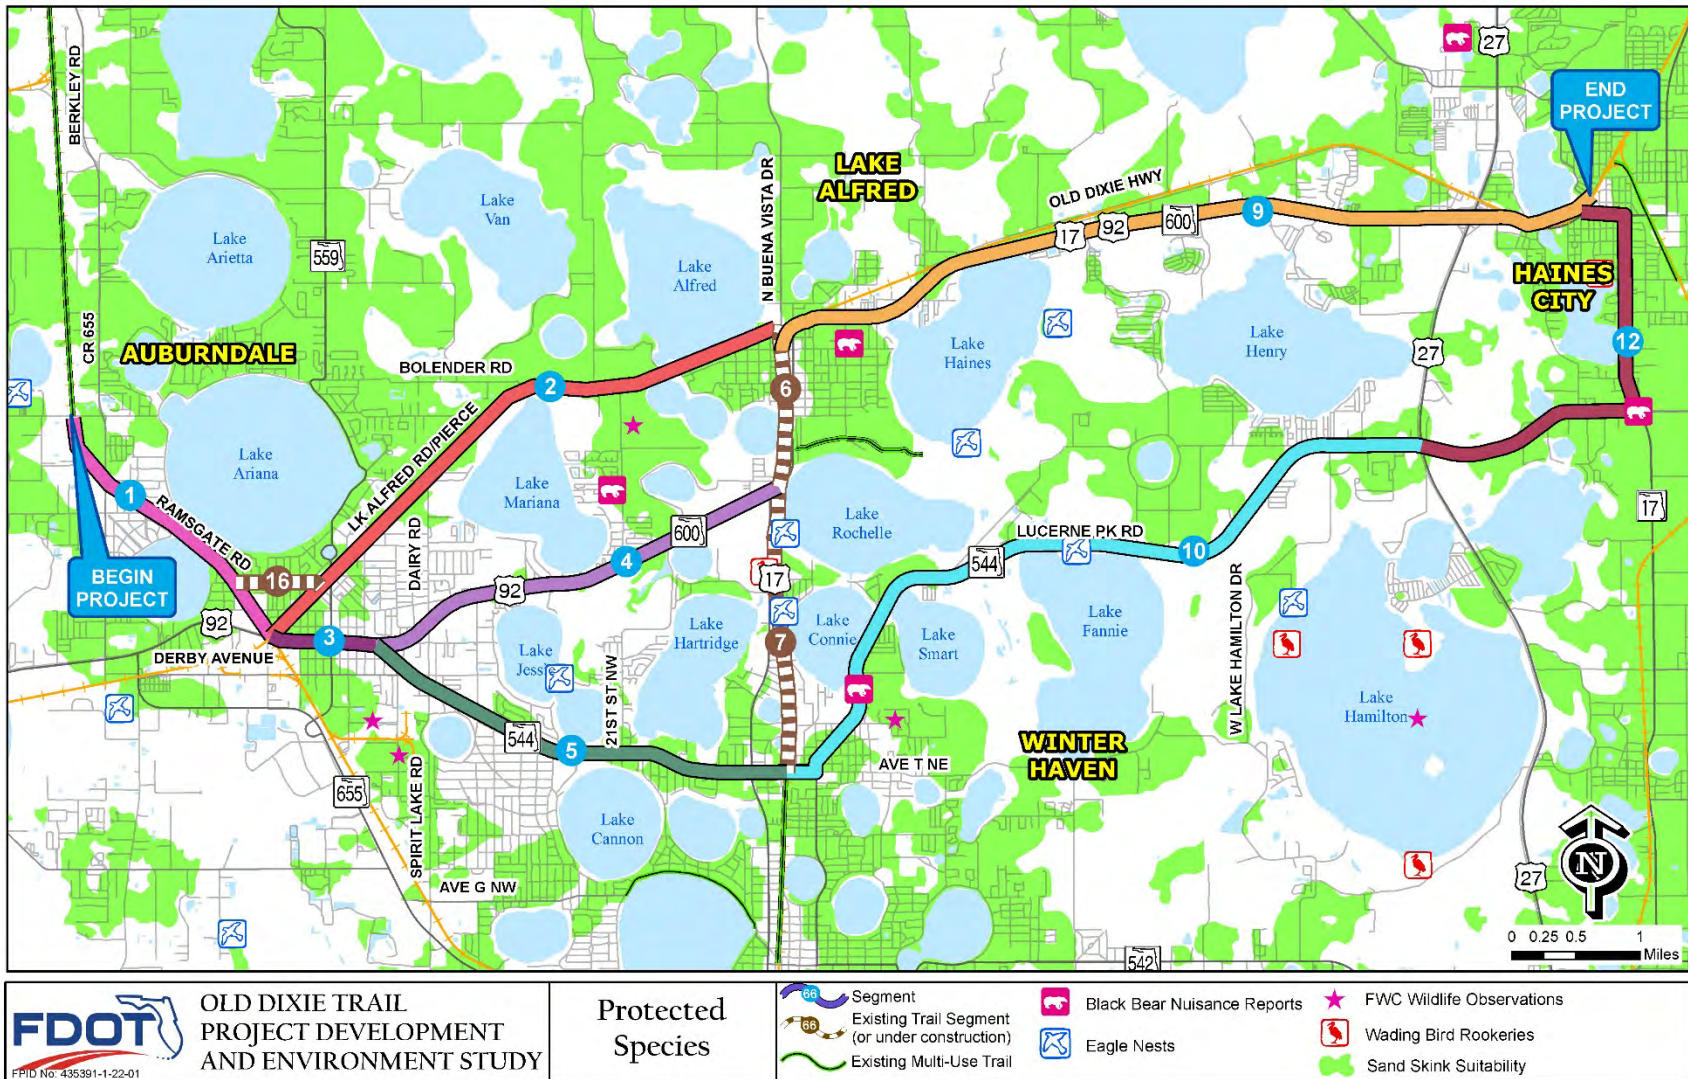 BERKLEY RD
27
END
PROJECT
LAKE
ALFRED
N BUENA VISTA DR
OLD DIXIE HWY
9
600
92
17
Lake
Van
Lake
Arietta
559
Lake
Alfred
HAINES
CITY
CR 655
AUBURNDALE
BOLENDER RD
2
6
Lake
Haines
Lake
Henry
27
12
LK ALFRED RD/PIERCE
Lake
Ariana
1
RAMSGATE RD
Lake
Mariana
DAIRY RD
600
4
Lake
Rochelle
LUCERNE PK RD
10
17
544
BEGIN
PROJECT
16
92
92
17
3
DERBY AVENUE
Lake
Hartridge
Lake
Jessie
21ST ST NW
7
Lake
Connie
Lake
Smart
Lake
Fannie
W LAKE HAMILTON DR
Lake
Hamilton
544
5
WINTER
HAVEN
AVE T NE
655
SPIRIT LAKE RD
Lake
Cannon
AVE G NW
27
N
542
0 0.25 0.5 1
Miles
FDOT
FPID No: 435391-1-22-01
OLD DIXIE TRAIL
PROJECT DEVELOPMENT
AND ENVIRONMENT STUDY
Protected
Species
66 Segment
66 Existing Trail Segment
(or under construction)
Existing Multi-Use Trail
Black Bear Nuisance Reports
Eagle Nests
FWC Wildlife Observations
Wading Bird Rookeries
Sand Skink Suitability